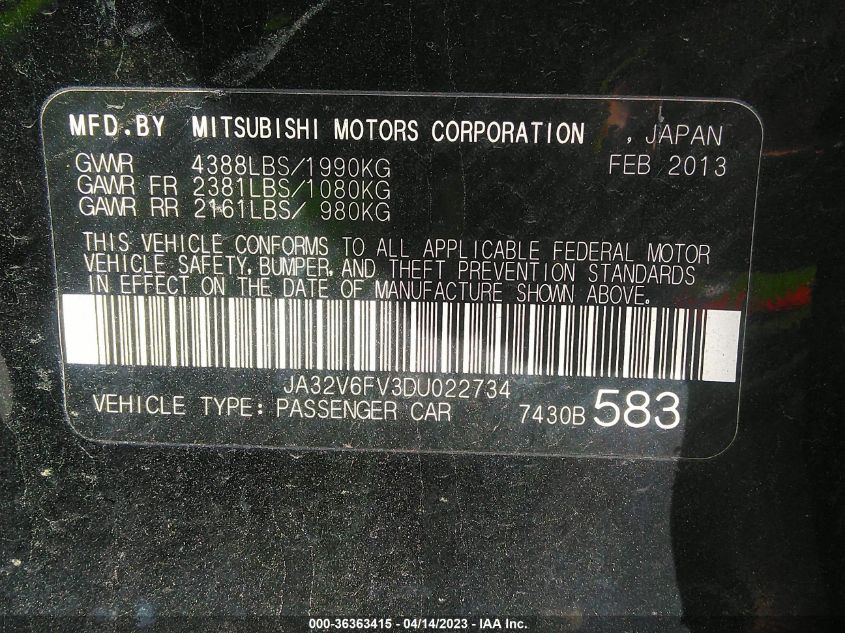 MFD.BY MITSUBISHI MOTORS CORPORATION , JAPAN
GVWR 4388LBS/1990KG FEB 2013
GAWR FR 2381LBS/1080KG
GAWR RR 2161LBS/ 980KG
THIS VEHICLE CONFORMS TO ALL APPLICABLE FEDERAL MOTOR
VEHICLE SAFETY, BUMPER, AND THEFT PREVENTION STANDARDS
IN EFFECT ON THE DATE OF MANUFACTURE SHOWN ABOVE.
JA32V6FV3DU022734
VEHICLE TYPE: PASSENGER CAR 7430B 583
000-36363415 - 04/14/2023 - IAA Inc.